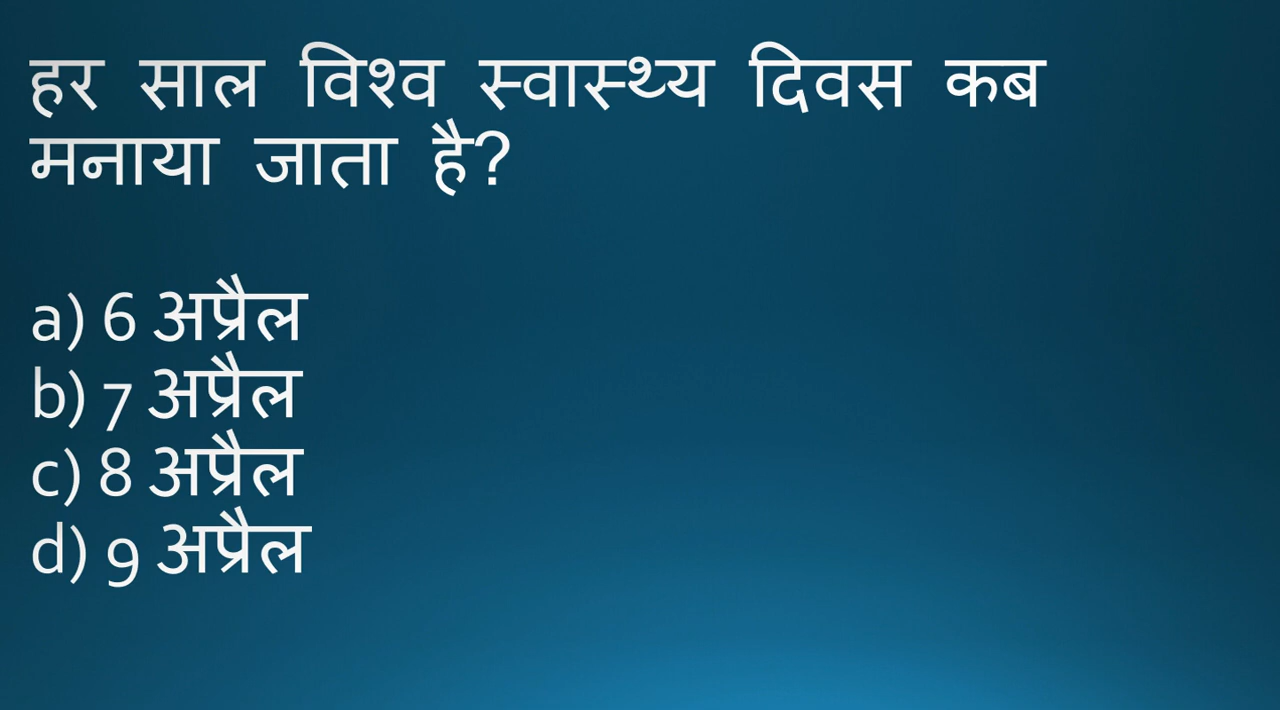 हर साल विश्व स्वास्थ्य दिवस कब
मनाया जाता है?
a) 6 अप्रैल
b) 7 अप्रैल
c) 8 अप्रैल
d) 9 अप्रैल